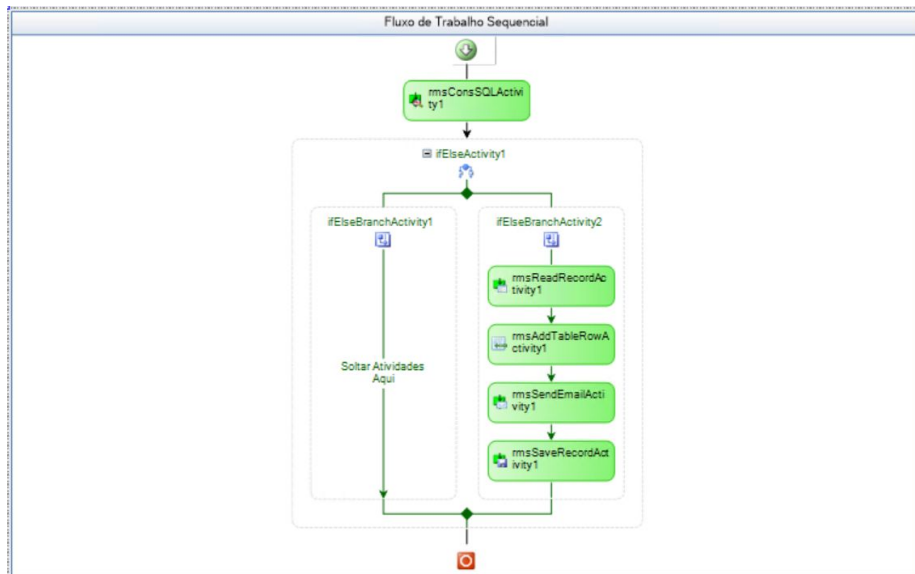 Fluxo de Trabalho Sequencial
rmsConsSQLActivi
ty1
ifElseActivity1
ifElseBranchActivity1
ifElseBranchActivity2
rmsReadRecordAc
tivity1
rmsAddTableRowA
ctivity1
Soltar Atividades
Aqui
rmsSendEmailActi
vity1
rmsSaveRecordAct
ivity1